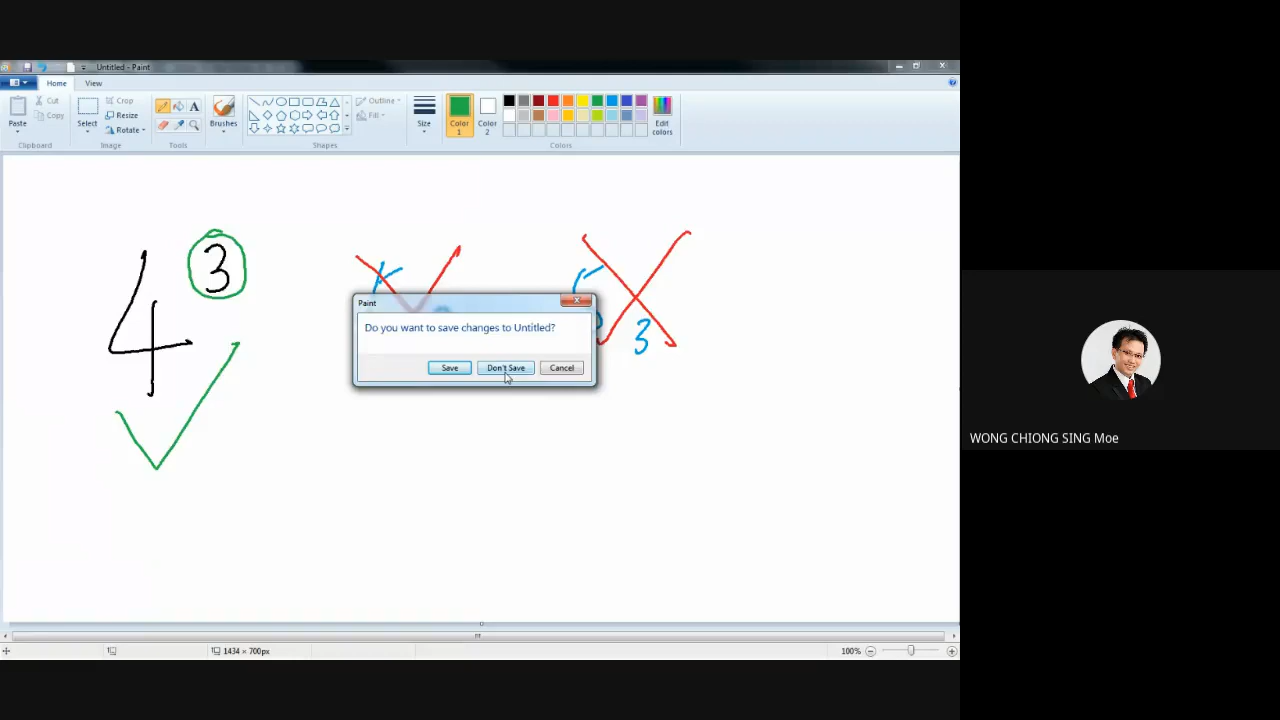 Untitled - Paint
Home View
Paste
Cut
Copy
Clipboard
Select
Crop
Resize
Rotate
Image
A
Tools
Brushes
Outline
Fill
Shapes
Size
Color 1
Color 2
Edit colors
Colors
4 3
3
Paint
Do you want to save changes to Untitled?
Save Don't Save Cancel
1434 × 700px
100%
WONG CHIONG SING Moe